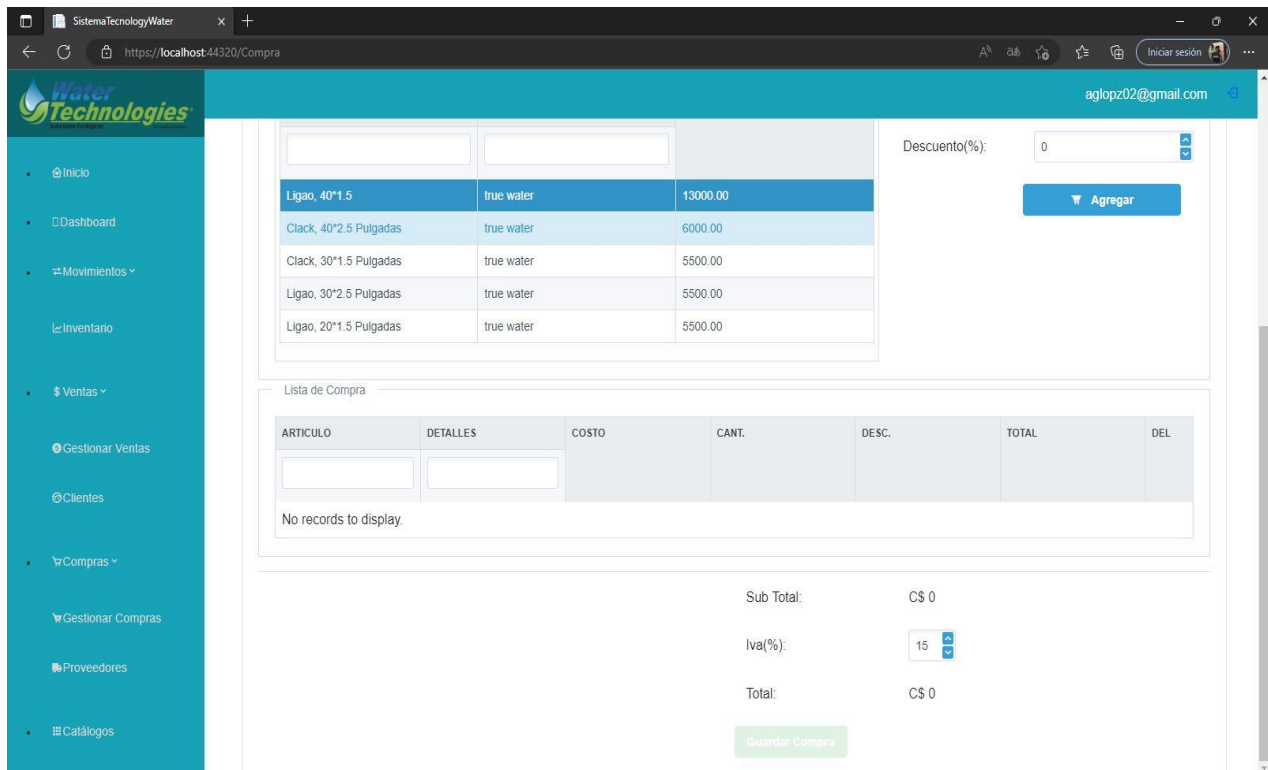 SistemaTecnologyWater
https://localhost:44320/Compra
Iniciar sesión
Water
Technologies
aglopz02@gmail.com
Inicio
Dashboard
Movimientos
Inventario
$ Ventas
Gestionar Ventas
Clientes
Compras
Gestionar Compras
Proveedores
Catálogos
Descuento(%): 0
Agregar
Ligao, 40*1.5 true water 13000.00
Clack, 40*2.5 Pulgadas true water 6000.00
Clack, 30*1.5 Pulgadas true water 5500.00
Ligao, 30*2.5 Pulgadas true water 5500.00
Ligao, 20*1.5 Pulgadas true water 5500.00
Lista de Compra
ARTICULO DETALLES COSTO CANT. DESC. TOTAL DEL
No records to display.
Sub Total: C$ 0
Iva(%): 15
Total: C$ 0
Guardar Compra